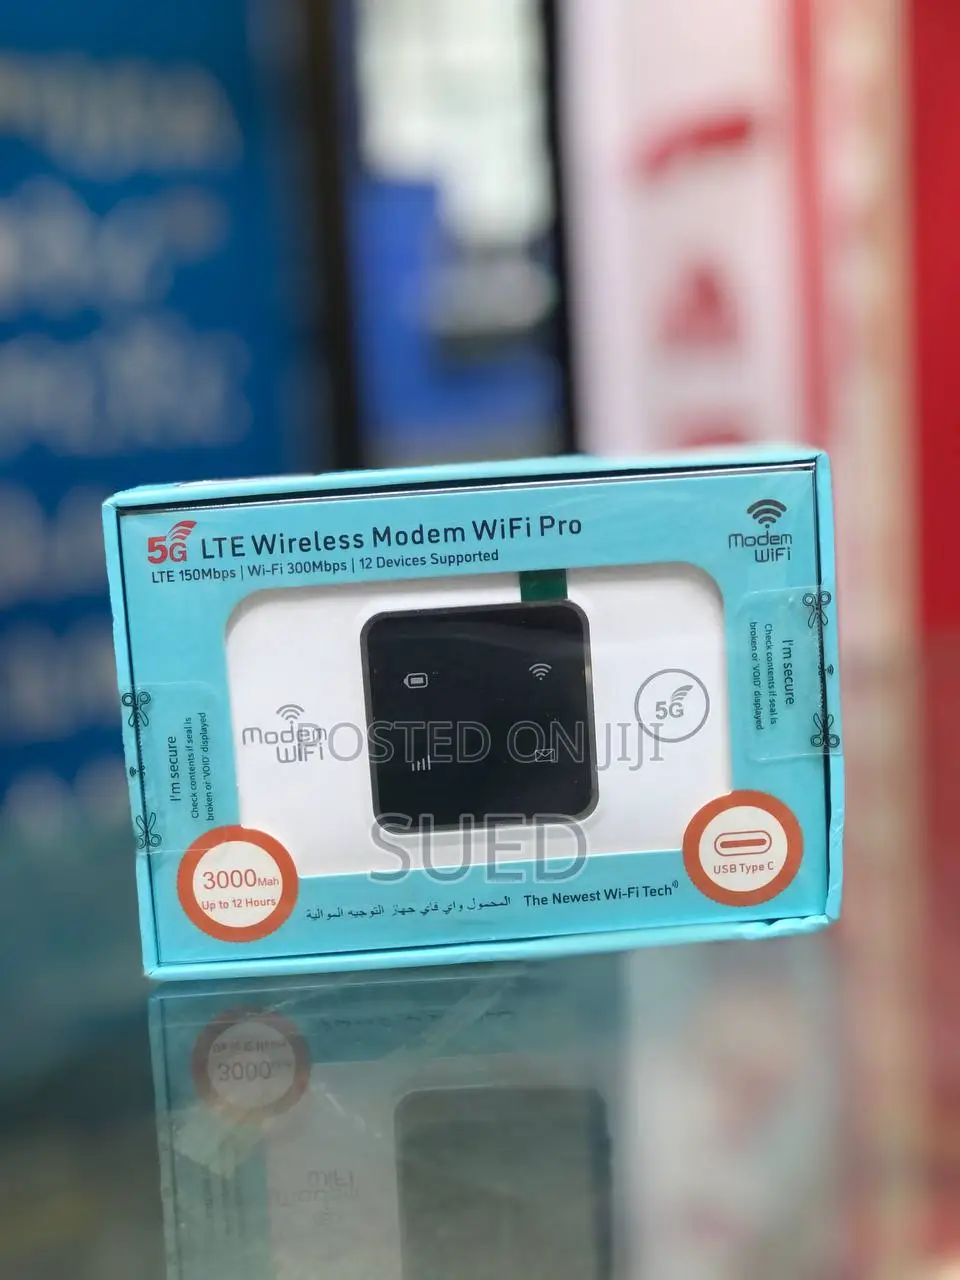 5G LTE Wireless Modem WiFi Pro
LTE 150Mbps | Wi-Fi 300Mbps | 12 Devices Supported
Modem
WiFi
I'm secure
Check contents if seal is
broken or 'VOID' displayed
5G
Modem
WiFi
POSTED ON JIJI
SUED
I'm secure
Check contents if seal is
broken or 'VOID' displayed
3000Mah
Up to 12 Hours
USB Type C
المحمول واي فاي جهاز التوجيه الموالية
The Newest Wi-Fi Tech